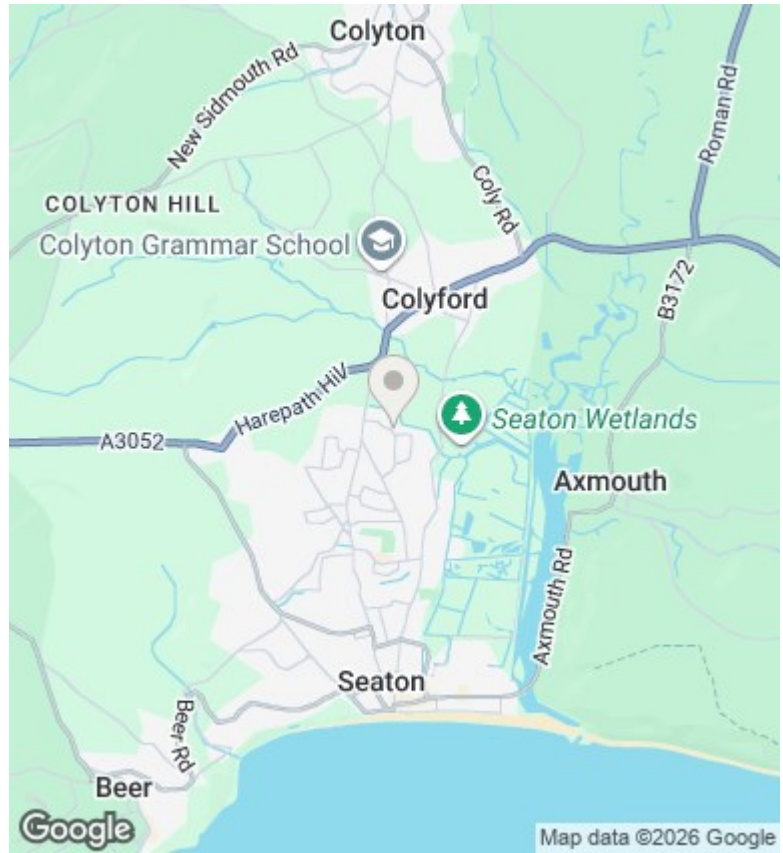 Colyton
New Sidmouth Rd
Roman Rd
COLYTON HILL
Coly Rd
Colyton Grammar School
B3172
Colyford
Harepath Hill
Seaton Wetlands
A3052
Axmouth
Axmouth Rd
Seaton
Beer Rd
Beer
Google
Map data ©2026 Google